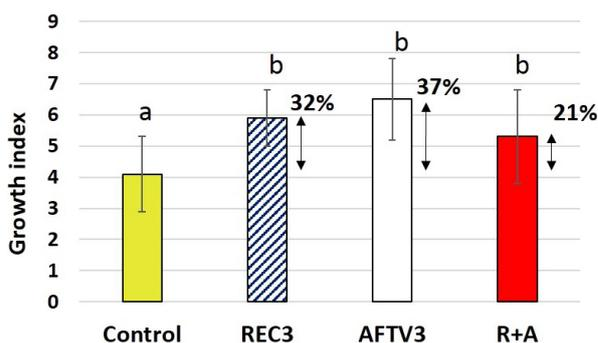 Growth index
9
8
7
6
5
4
3
2
1
0
a
b
32%
b
37%
b
21%
Control REC3 AFTV3 R+A